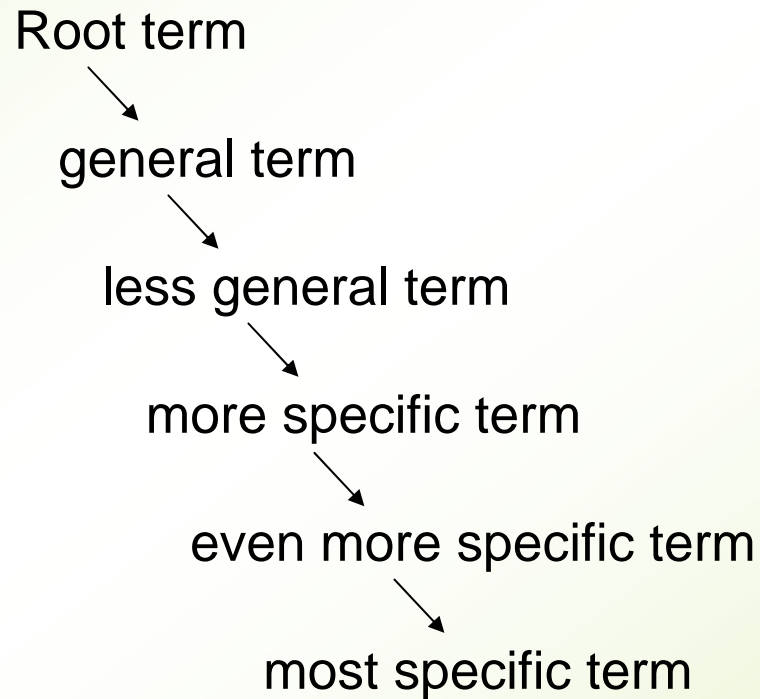 Root term
general term
less general term
more specific term
even more specific term
most specific term